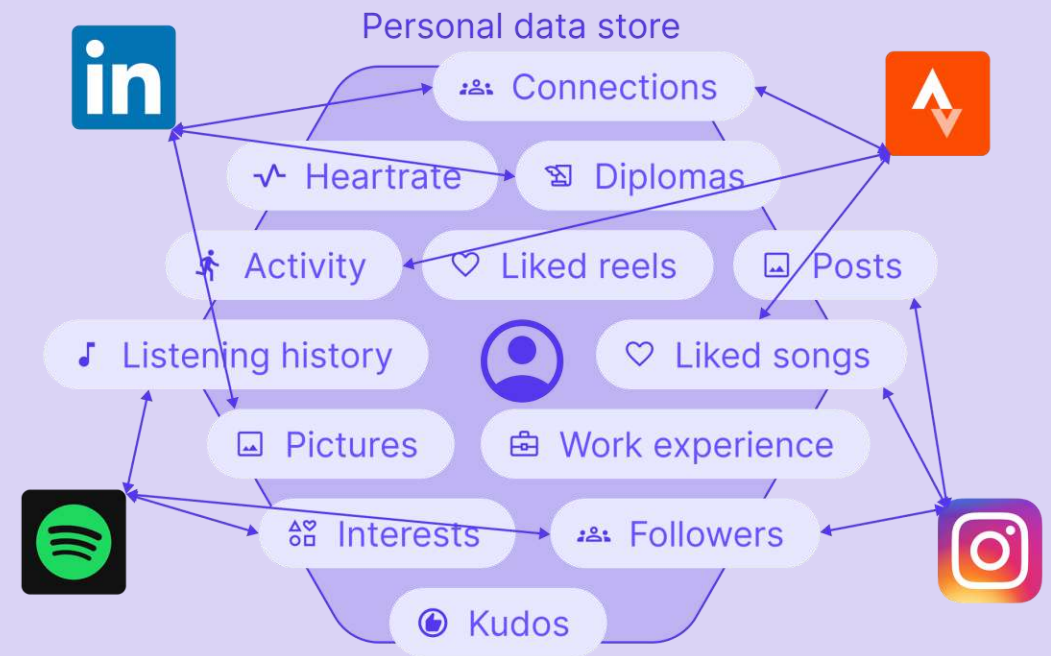 Personal data store
in
Connections
Heartrate
Diplomas
Activity
Liked reels
Posts
Listening history
Liked songs
Pictures
Work experience
Interests
Followers
Kudos